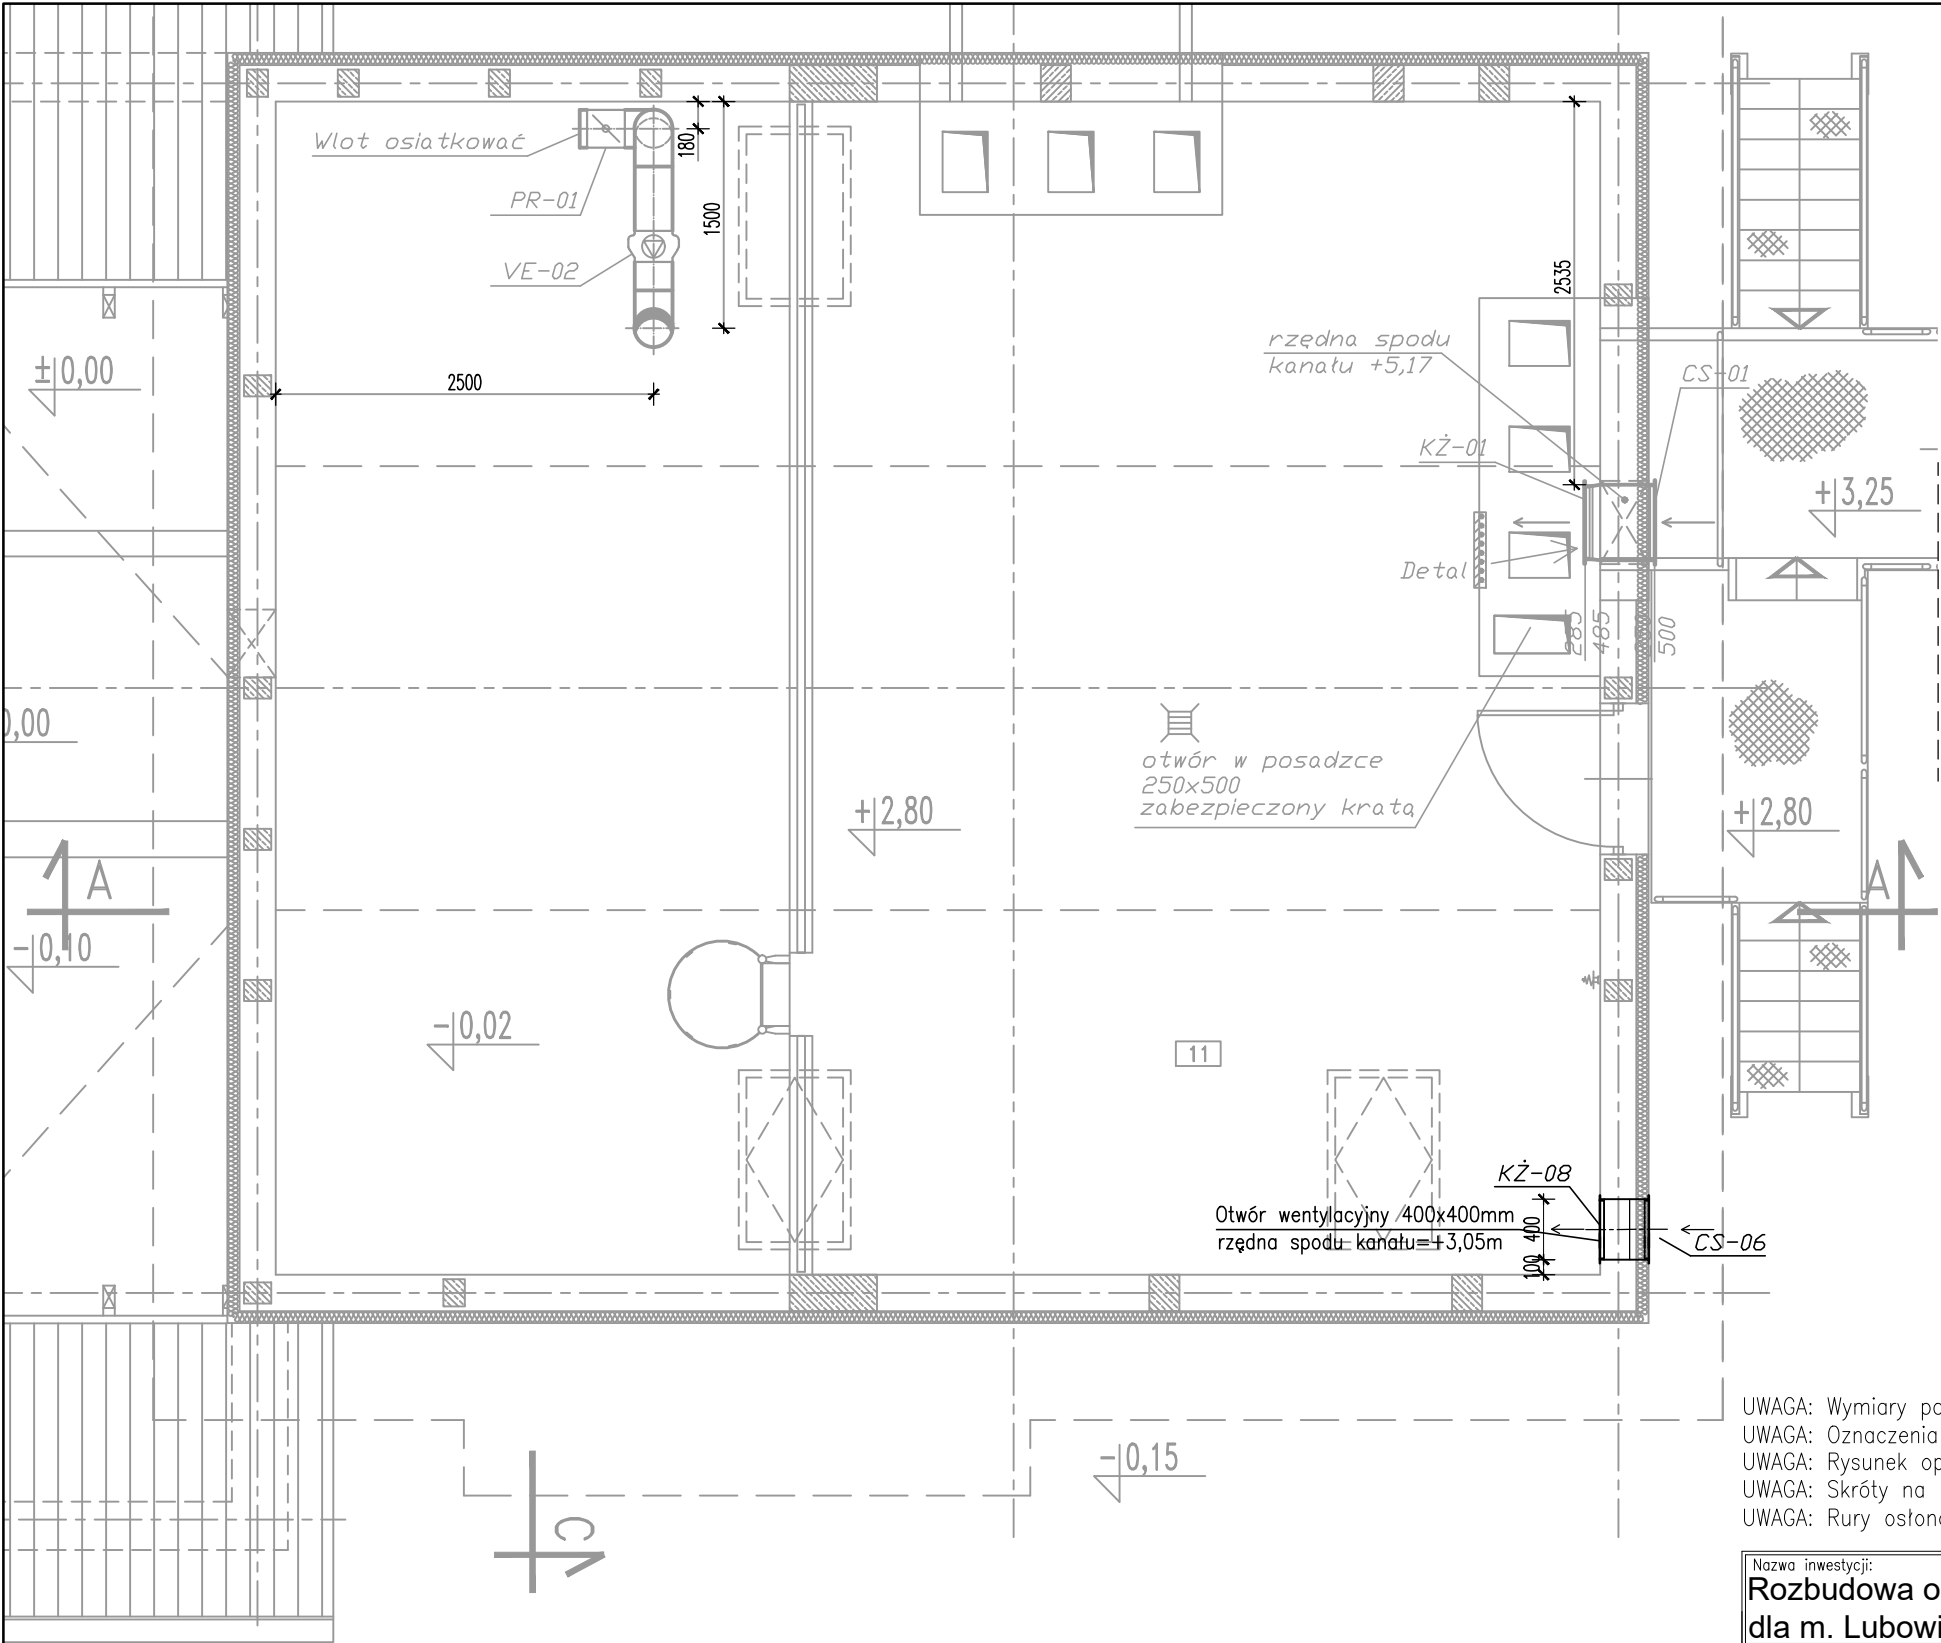 Wlot osiatkować
PR-01
VE-02
180
1500
2500
2535
±0,00
rzędna spodu
kanału +5,17
CS-01
KŻ-01
+3,25
Detal
285
485
500
0,00
otwór w posadzce
250x500
zabezpieczony kratą
+2,80
+2,80
A
A
-0,10
-0,02
11
KŻ-08
Otwór wentylacyjny 400x400mm
rzędna spodu kanału=+3,05m
400
100
CS-06
-0,15
C
UWAGA: Wymiary
UWAGA: Oznaczenia
UWAGA: Rysunek
UWAGA: Skróty na
UWAGA: Rury
Nazwa inwestycji:
Rozbudowa
dla m.